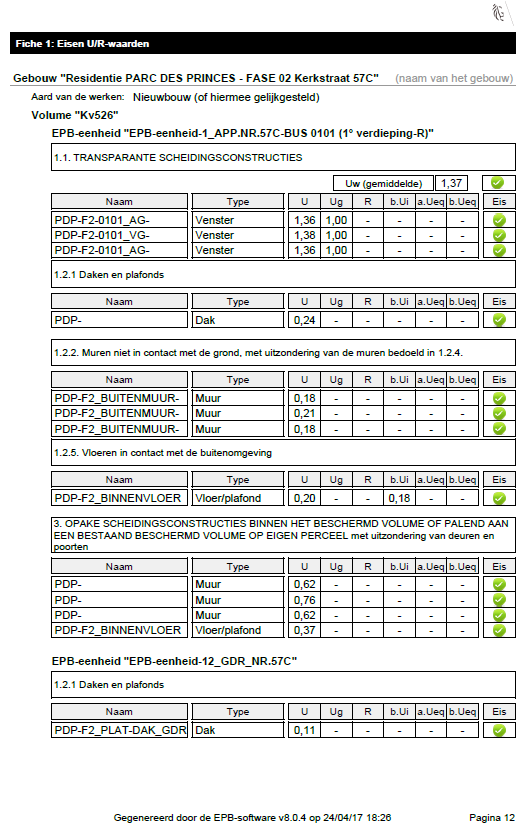 Fiche 1: Eisen U/R-waarden
Gebouw "Residentie PARC DES PRINCES - FASE 02 Kerkstraat 57C" (naam van het gebouw)
Aard van de werken: Nieuwbouw (of hiermee gelijkgesteld)
Volume "Kv526"
EPB-eenheid "EPB-eenheid-1_APP.NR.57C-BUS 0101 (1° verdieping-R)"
1.1. TRANSPARANTE SCHEIDINGSCONSTRUCTIES
Uw (gemiddelde) 1,37
Naam Type U Ug R b.Ui a.Ueq b.Ueq Eis
PDP-F2-0101_AG- Venster 1,36 1,00 - - - -
PDP-F2-0101_VG- Venster 1,38 1,00 - - - -
PDP-F2-0101_AG- Venster 1,36 1,00 - - - -
1.2.1 Daken en plafonds
Naam Type U Ug R b.Ui a.Ueq b.Ueq Eis
PDP- Dak 0,24 - - - - -
1.2.2. Muren niet in contact met de grond, met uitzondering van de muren bedoeld in 1.2.4.
Naam Type U Ug R b.Ui a.Ueq b.Ueq Eis
PDP-F2_BUITENMUUR- Muur 0,18 - - - - -
PDP-F2_BUITENMUUR- Muur 0,21 - - - - -
PDP-F2_BUITENMUUR- Muur 0,18 - - - - -
1.2.5. Vloeren in contact met de buitenomgeving
Naam Type U Ug R b.Ui a.Ueq b.Ueq Eis
PDP-F2_BINNENVLOER Vloer/plafond 0,20 - - 0,18 - -
3. OPAKE SCHEIDINGSCONSTRUCTIES BINNEN HET BESCHERMD VOLUME OF PALEND AAN
EEN BESTAAND BESCHERMD VOLUME OP EIGEN PERCEEL met uitzondering van deuren en
poorten
Naam Type U Ug R b.Ui a.Ueq b.Ueq Eis
PDP- Muur 0,62 - - - - -
PDP- Muur 0,76 - - - - -
PDP- Muur 0,62 - - - - -
PDP-F2_BINNENVLOER Vloer/plafond 0,37 - - - - -
EPB-eenheid "EPB-eenheid-12_GDR_NR.57C"
1.2.1 Daken en plafonds
Naam Type U Ug R b.Ui a.Ueq b.Ueq Eis
PDP-F2_PLAT-DAK_GDR Dak 0,11 - - - - -
Gegenereerd door de EPB-software v8.0.4 op 24/04/17 18:26 Pagina 12